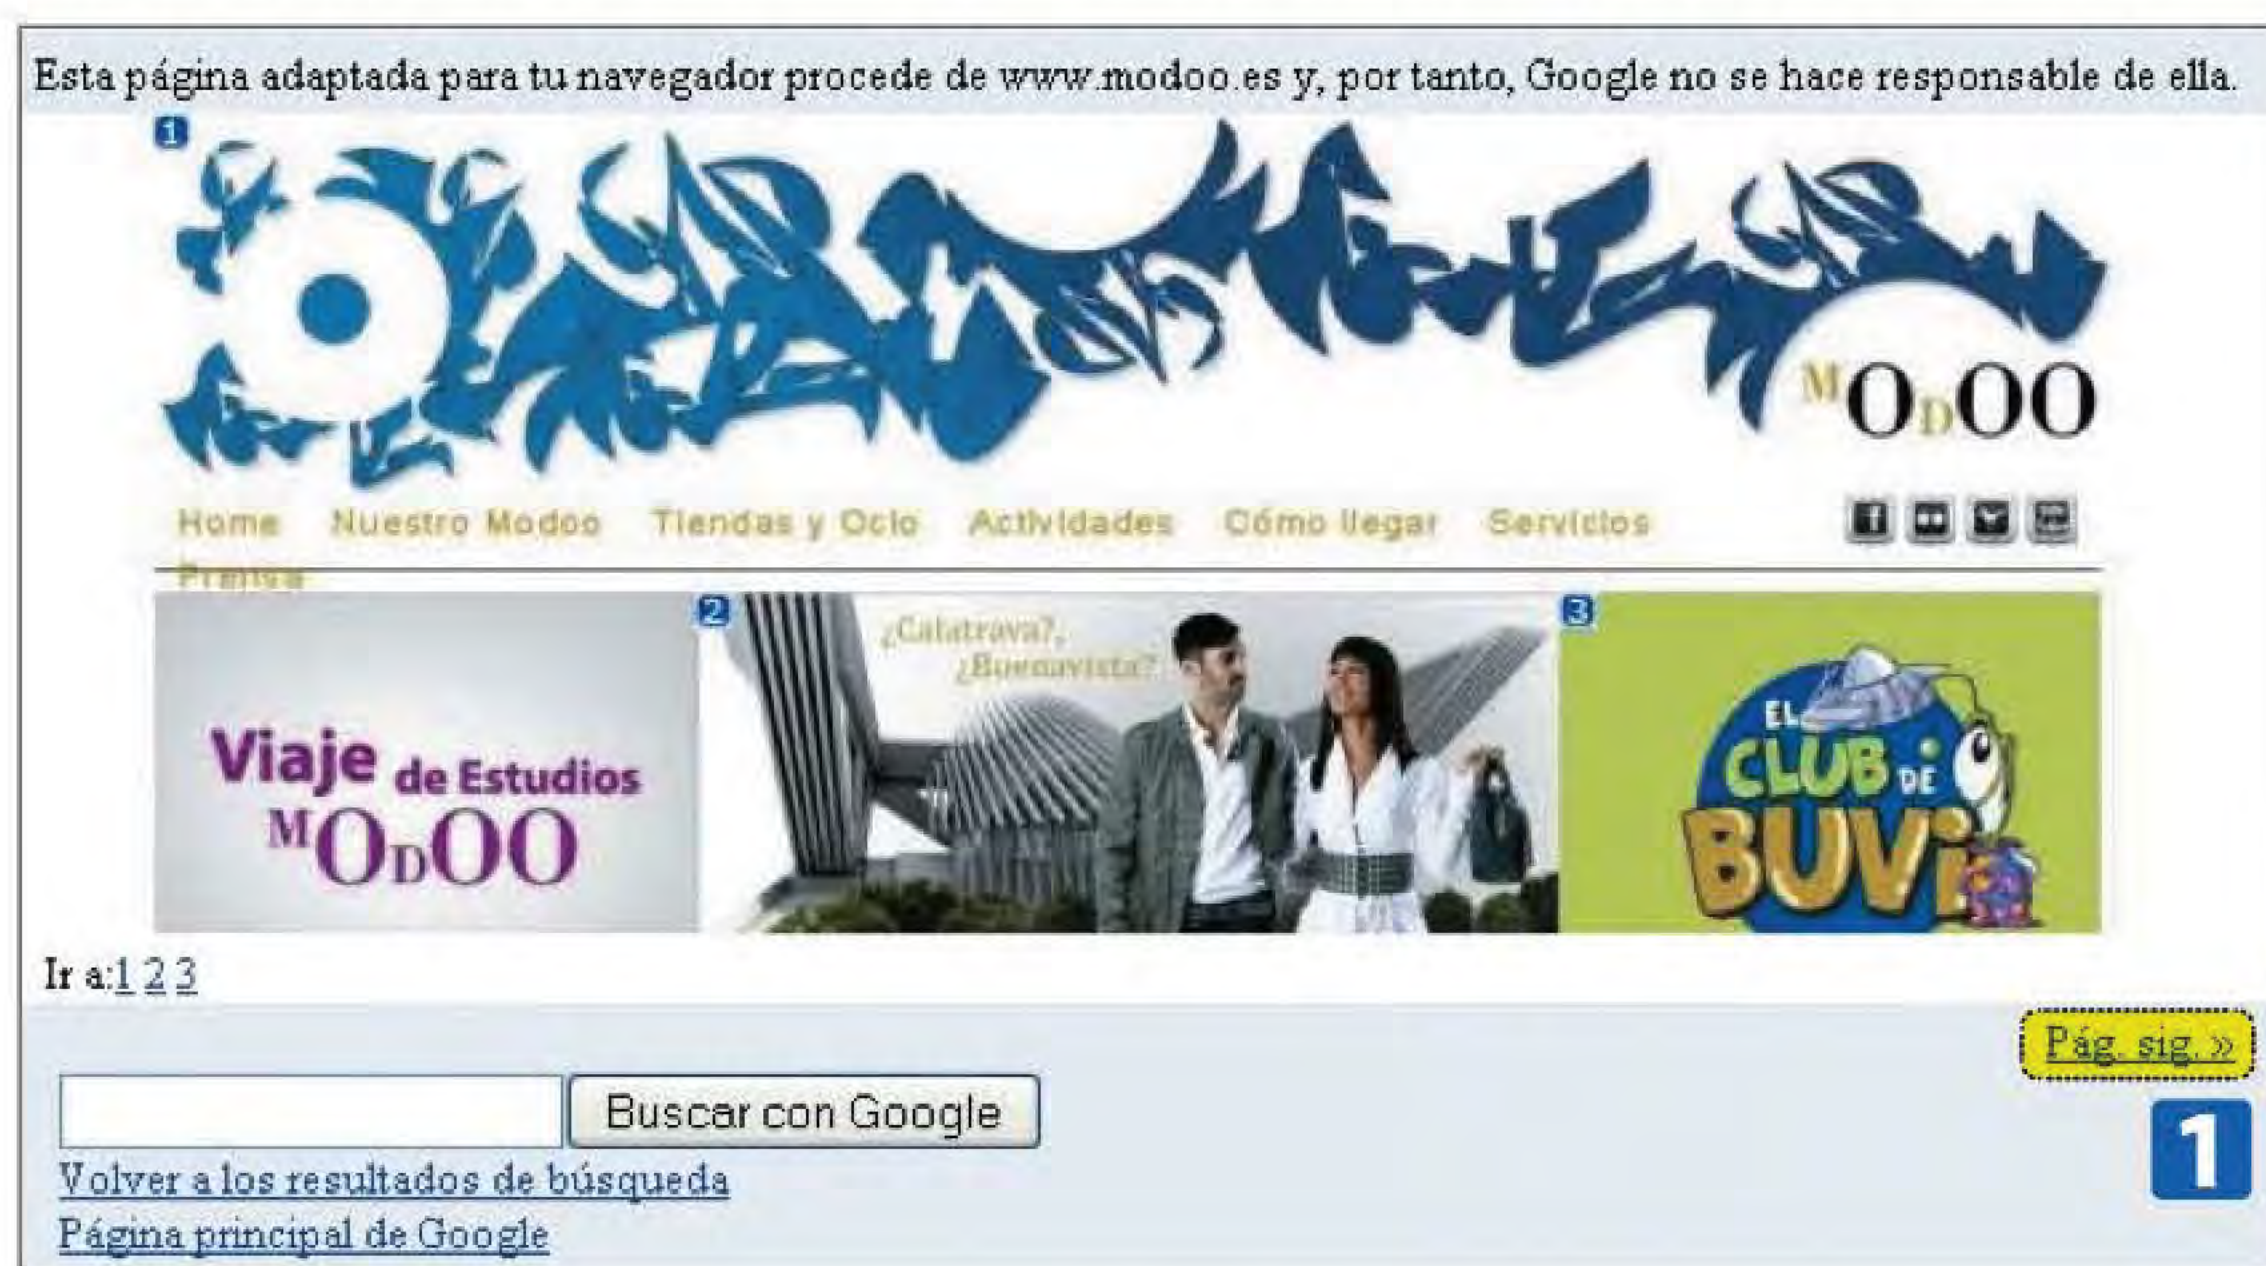 Esta página adaptada para tu navegador procede de www.modoo.es y, por tanto, Google no se hace responsable de ella.
1
MODOO
Home Nuestro Modoo Tiendas y Ocio Actividades Cómo llegar Servicios
Prensa
2
3
¿Calatrava?,
¿Buenavista?
Viaje de Estudios
MODOO
EL
CLUB DE
BUVi
Ir a:1 2 3
Pág. sig. »
Buscar con Google
1
Volver a los resultados de búsqueda
Página principal de Google